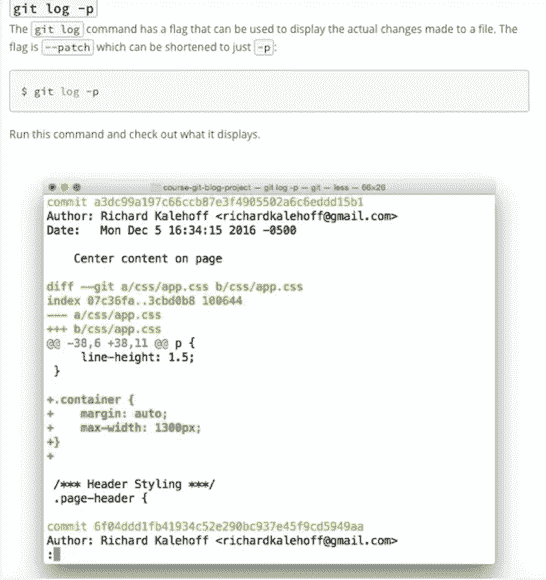 git log -p
The git log command has a flag that can be used to display the actual changes made to a file. The
flag is --patch which can be shortened to just -p:
$ git log -p
Run this command and check out what it displays.
course-git-blog-project — git log -p — git — less — 66×26
commit a3dc99a197c66ccb87e3f4905502a6c6eddd15b1
Author: Richard Kalehoff <richardkalehoff@gmail.com>
Date:   Mon Dec 5 16:34:15 2016 -0500
Center content on page
diff --git a/css/app.css b/css/app.css
index 07c36fa..3cbd0b8 100644
--- a/css/app.css
+++ b/css/app.css
@@ -38,6 +38,11 @@ p {
line-height: 1.5;
}
+.container {
+    margin: auto;
+    max-width: 1300px;
+}
+
/*** Header Styling ***/
.page-header {
commit 6f04ddd1fb41934c52e290bc937e45f9cd5949aa
Author: Richard Kalehoff <richardkalehoff@gmail.com>
: